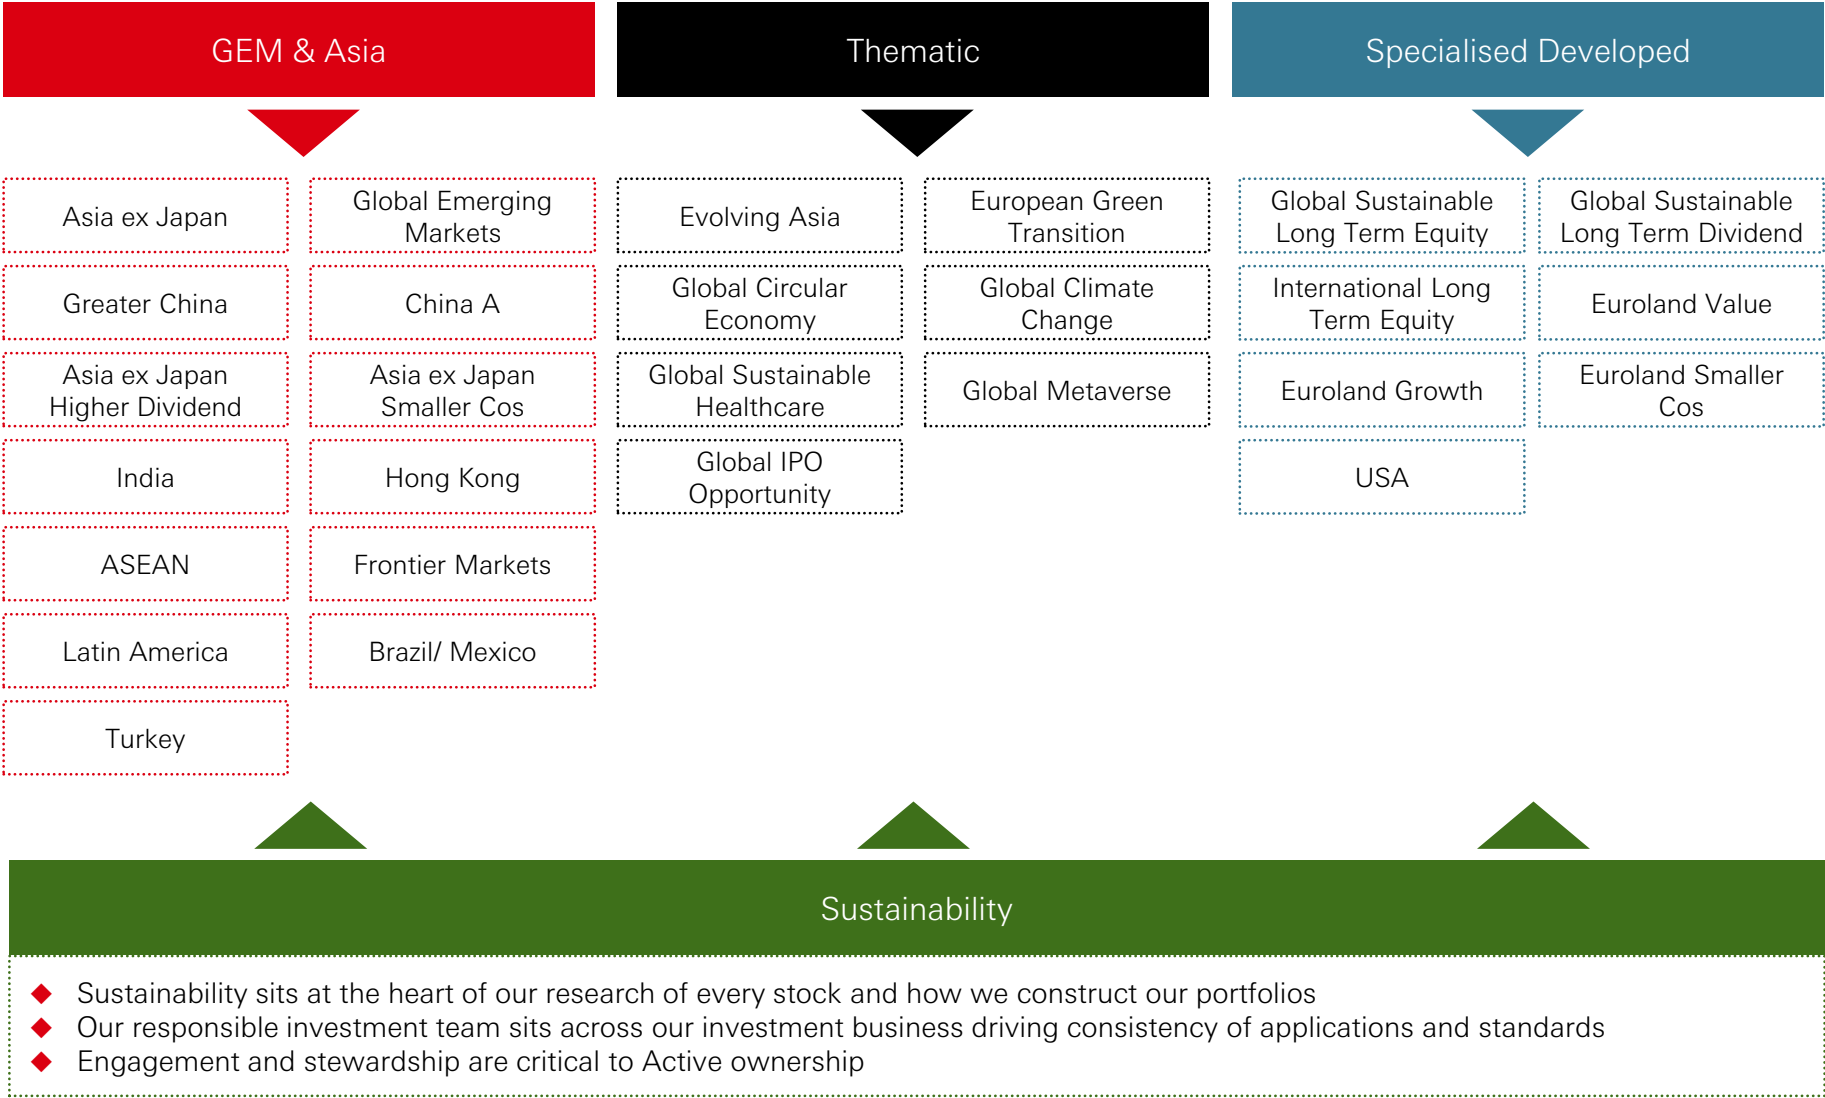 GEM & Asia
Thematic
Specialised Developed
Asia ex Japan
Global Emerging
Markets
Greater China
China A
Asia ex Japan
Higher Dividend
Asia ex Japan
Smaller Cos
India
Hong Kong
ASEAN
Frontier Markets
Latin America
Brazil/ Mexico
Turkey
Evolving Asia
European Green
Transition
Global Circular
Economy
Global Climate
Change
Global Sustainable
Healthcare
Global Metaverse
Global IPO
Opportunity
Global Sustainable
Long Term Equity
Global Sustainable
Long Term Dividend
International Long
Term Equity
Euroland Value
Euroland Growth
Euroland Smaller
Cos
USA
Sustainability
Sustainability sits at the heart of our research of every stock and how we construct our portfolios
Our responsible investment team sits across our investment business driving consistency of applications and standards
Engagement and stewardship are critical to Active ownership